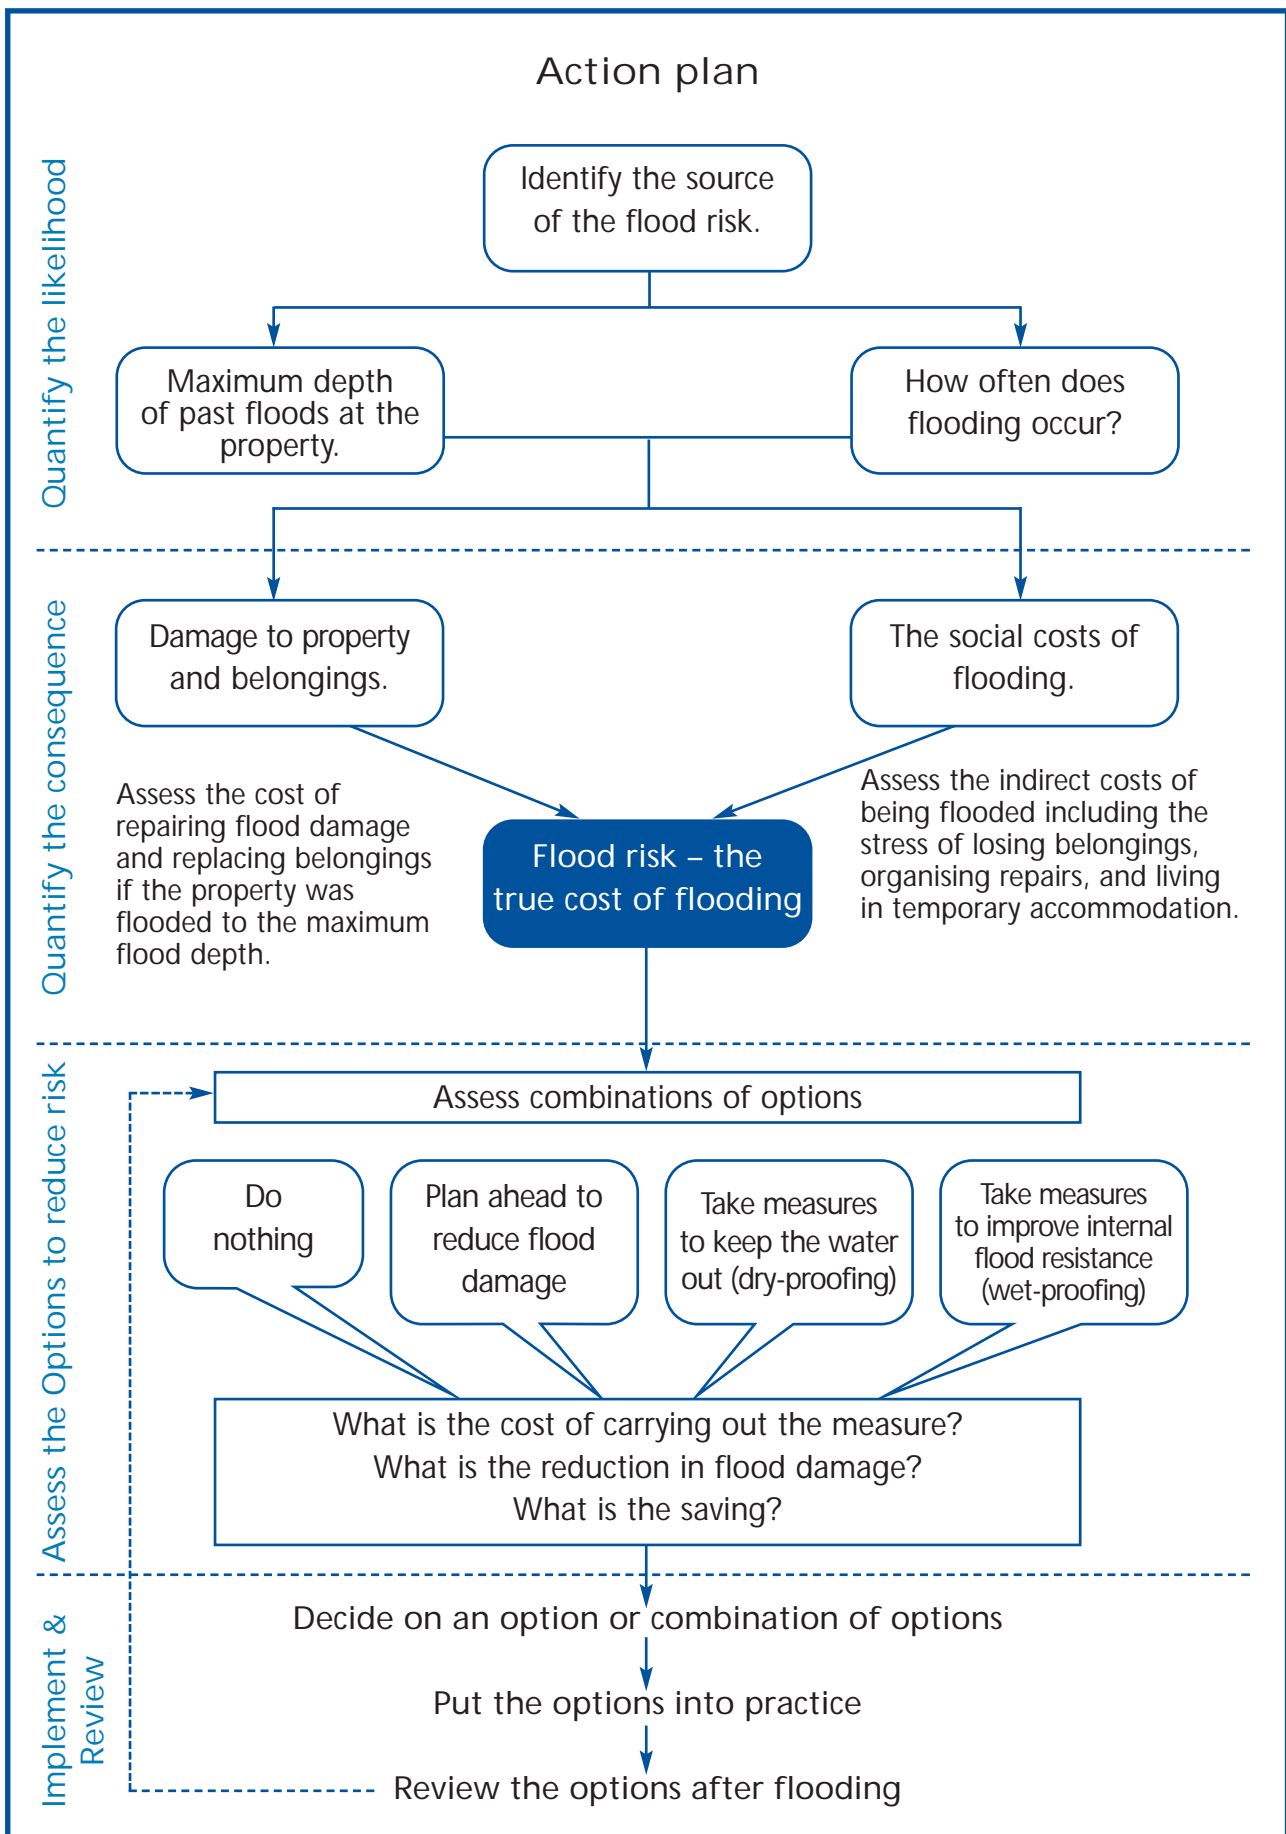 Action plan
Quantify the likelihood
Identify the source
of the flood risk.
Maximum depth
of past floods at the
property.
How often does
flooding occur?
Quantify the consequence
Damage to property
and belongings.
The social costs of
flooding.
Assess the cost of
repairing flood damage
and replacing belongings
if the property was
flooded to the maximum
flood depth.
Flood risk – the
true cost of flooding
Assess the indirect costs of
being flooded including the
stress of losing belongings,
organising repairs, and living
in temporary accommodation.
Assess the Options to reduce risk
Assess combinations of options
Do
nothing
Plan ahead to
reduce flood
damage
Take measures
to keep the water
out (dry-proofing)
Take measures
to improve internal
flood resistance
(wet-proofing)
What is the cost of carrying out the measure?
What is the reduction in flood damage?
What is the saving?
Implement &
Review
Decide on an option or combination of options
Put the options into practice
Review the options after flooding